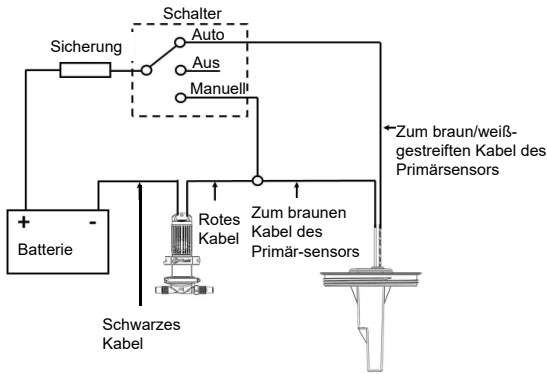 Schalter
Sicherung
Auto
Aus
Manuell
Zum braun/weiß-
gestreiften Kabel des
Primärsensors
+
-
Batterie
Rotes
Kabel
Zum braunen
Kabel des
Primär-sensors
Schwarzes
Kabel